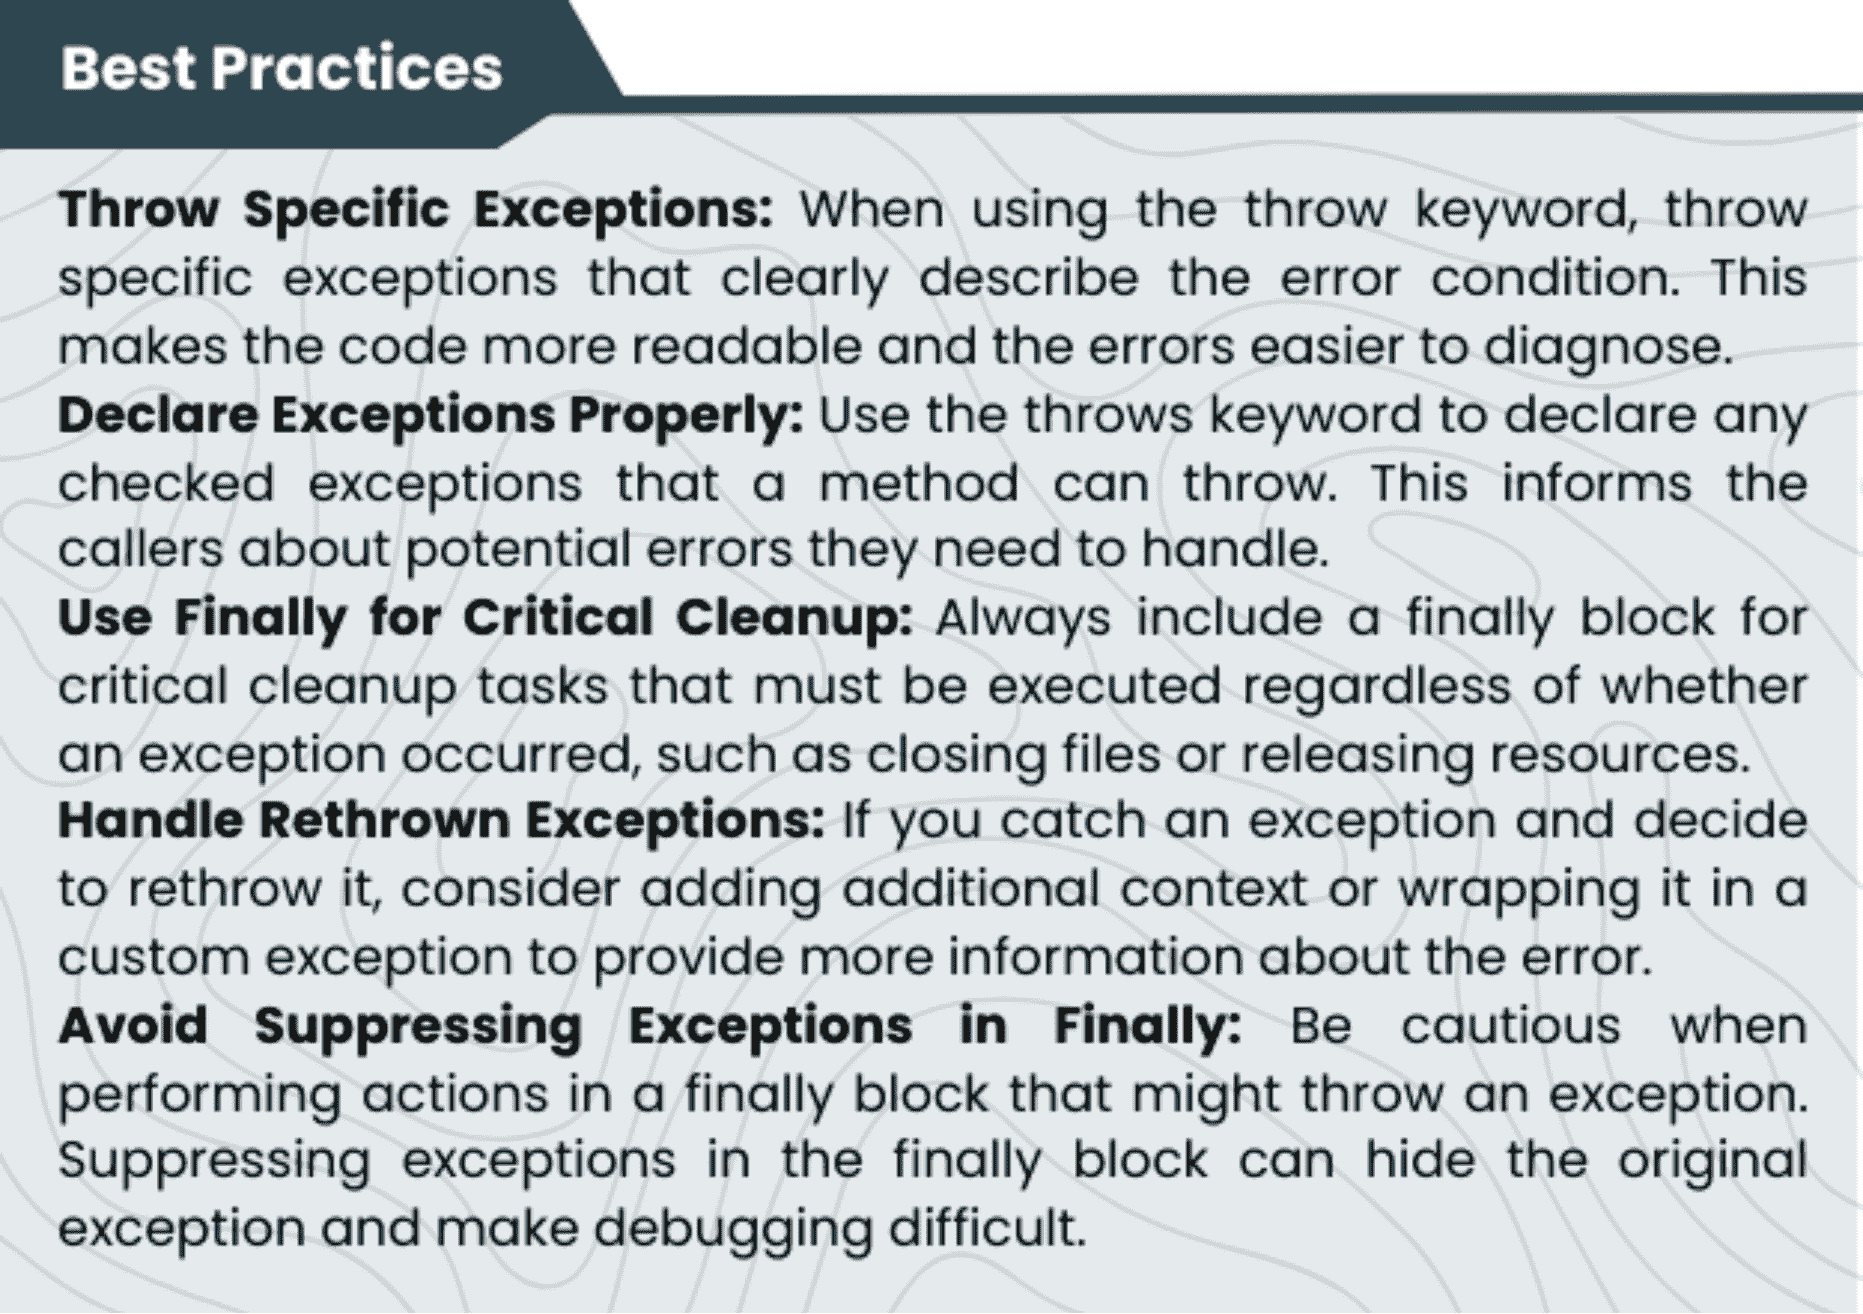 Best Practices
Throw Specific Exceptions: When using the throw keyword, throw
specific exceptions that clearly describe the error condition. This
makes the code more readable and the errors easier to diagnose.
Declare Exceptions Properly: Use the throws keyword to declare any
checked exceptions that a method can throw. This informs the
callers about potential errors they need to handle.
Use Finally for Critical Cleanup: Always include a finally block for
critical cleanup tasks that must be executed regardless of whether
an exception occurred, such as closing files or releasing resources.
Handle Rethrown Exceptions: If you catch an exception and decide
to rethrow it, consider adding additional context or wrapping it in a
custom exception to provide more information about the error.
Avoid Suppressing Exceptions in Finally: Be cautious when
performing actions in a finally block that might throw an exception.
Suppressing exceptions in the finally block can hide the original
exception and make debugging difficult.